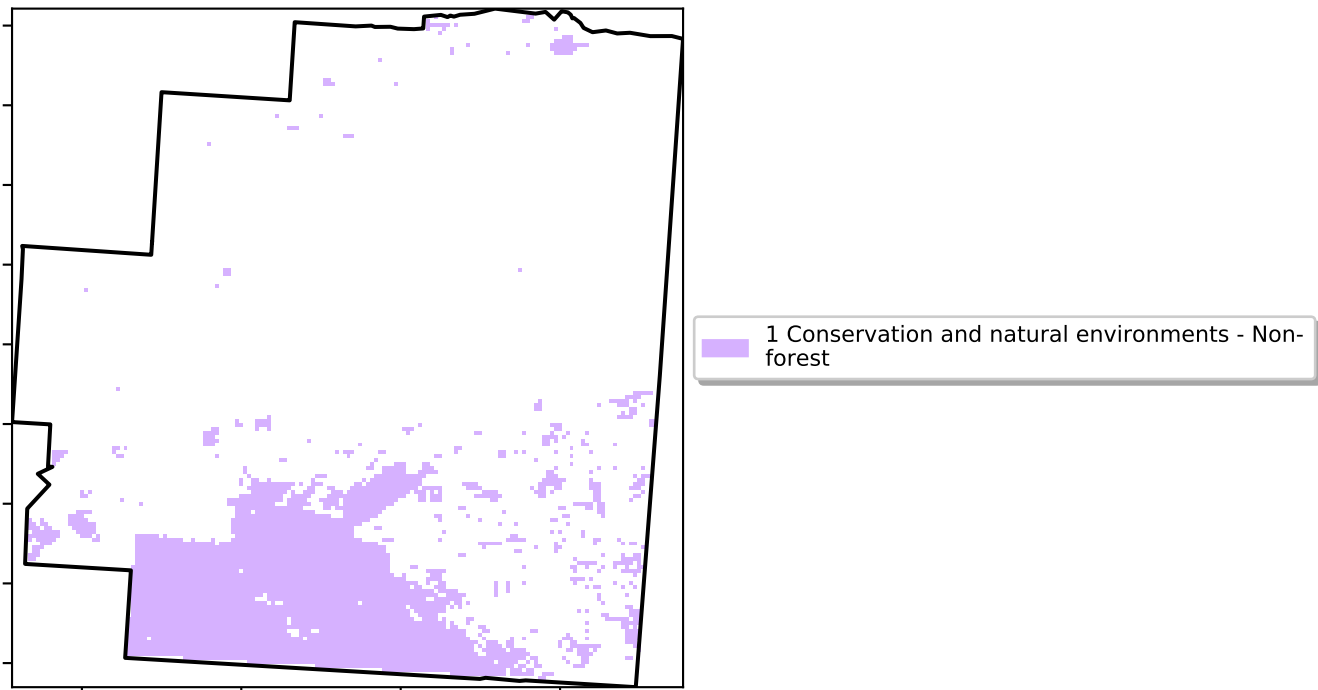 1 Conservation and natural environments - Non-
forest